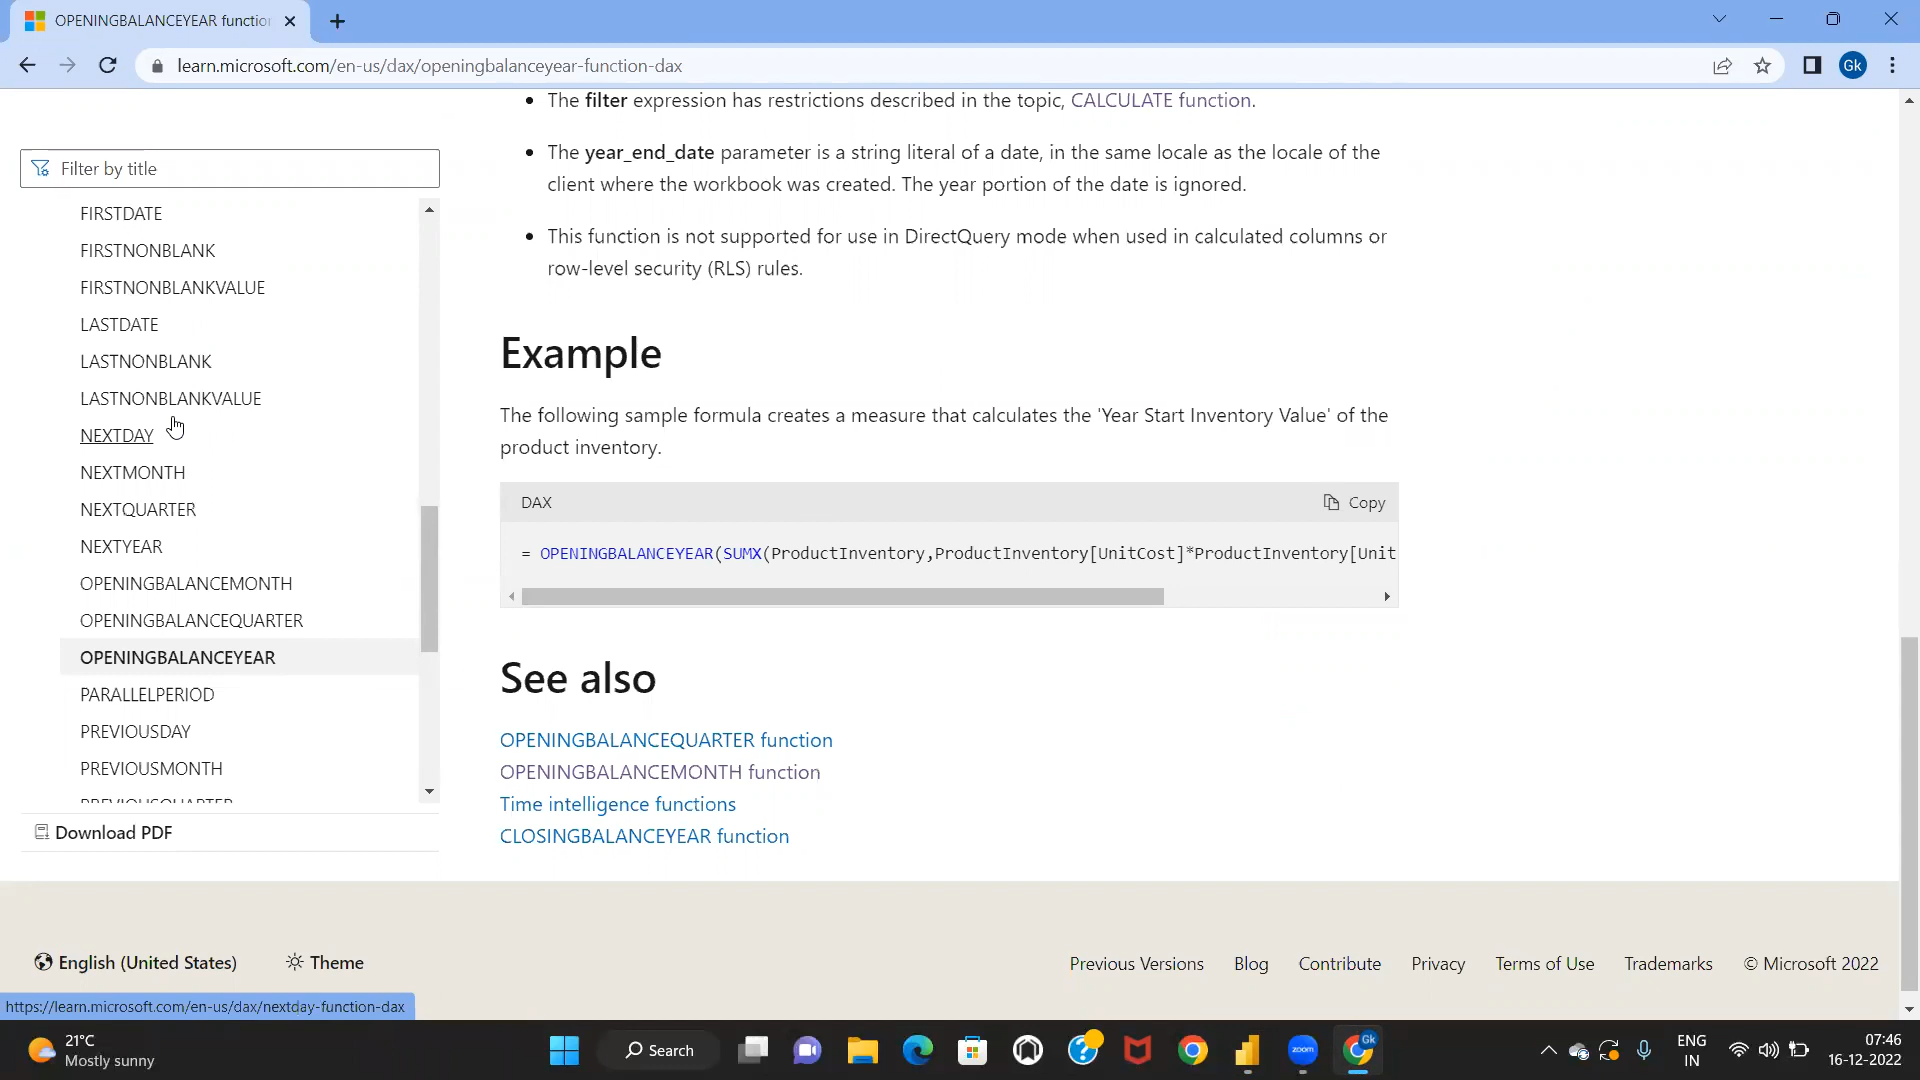 OPENINGBALANCEYEAR function
learn.microsoft.com/en-us/dax/openingbalanceyear-function-dax
Gk
Filter by title
FIRSTDATE
FIRSTNONBLANK
FIRSTNONBLANKVALUE
LASTDATE
LASTNONBLANK
LASTNONBLANKVALUE
NEXTDAY
NEXTMONTH
NEXTQUARTER
NEXTYEAR
OPENINGBALANCEMONTH
OPENINGBALANCEQUARTER
OPENINGBALANCEYEAR
PARALLELPERIOD
PREVIOUSDAY
PREVIOUSMONTH
PREVIOUSQUARTER
Download PDF
• The filter expression has restrictions described in the topic, CALCULATE function.
• The year_end_date parameter is a string literal of a date, in the same locale as the locale of the
client where the workbook was created. The year portion of the date is ignored.
• This function is not supported for use in DirectQuery mode when used in calculated columns or
row-level security (RLS) rules.
Example
The following sample formula creates a measure that calculates the 'Year Start Inventory Value' of the
product inventory.
DAX
Copy
= OPENINGBALANCEYEAR(SUMX(ProductInventory,ProductInventory[UnitCost]*ProductInventory[Unit
See also
OPENINGBALANCEQUARTER function
OPENINGBALANCEMONTH function
Time intelligence functions
CLOSINGBALANCEYEAR function
English (United States)
Theme
Previous Versions
Blog
Contribute
Privacy
Terms of Use
Trademarks
© Microsoft 2022
https://learn.microsoft.com/en-us/dax/nextday-function-dax
21°C
Mostly sunny
Search
zoom
Gk
ENG
IN
07:46
16-12-2022